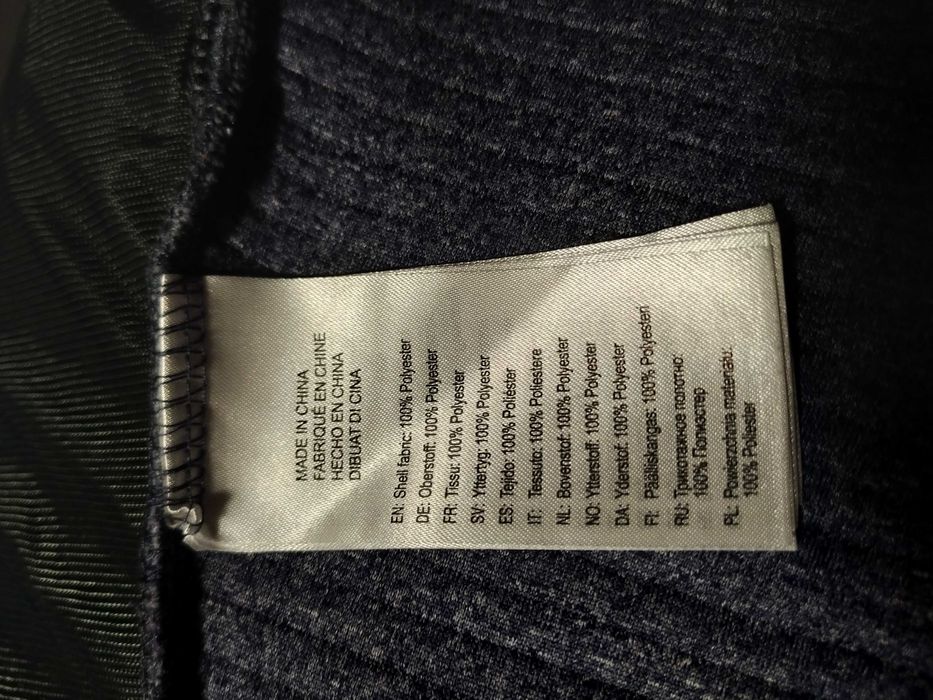 MADE IN CHINA
FABRIQUÉ EN CHINE
HECHO EN CHINA
DIBUAT DI CINA
EN: Shell fabric: 100% Polyester
DE: Oberstoff: 100% Polyester
FR: Tissu: 100% Polyester
SV: Yttertyg: 100% Polyester
ES: Tejido: 100% Poliéster
IT: Tessuto: 100% Poliestere
NL: Bovenstof: 100% Polyester
NO: Ytterstoff: 100% Polyester
DA: Yderstof: 100% Polyester
FI: Päälliskangas: 100% Polyesteri
RU: Трикотажное полотно:
100% Полиэстер
PL: Powierzchnia materiału:
100% Poliester